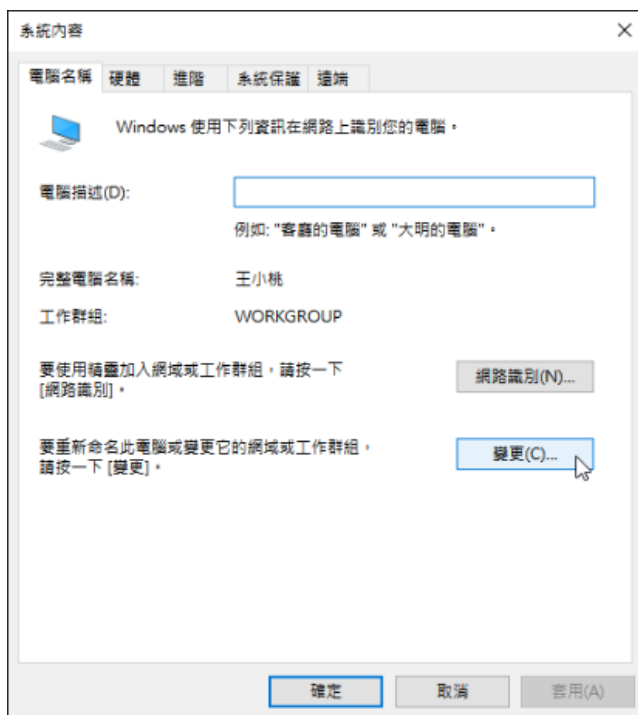 系統內容
電腦名稱 硬體 進階 系統保護 遠端
Windows 使用下列資訊在網路上識別您的電腦。
電腦描述(D):
例如: "客庭的電腦" 或 "大明的電腦"。
完整電腦名稱: 王小桃
工作群組: WORKGROUP
要使用精靈加入網域或工作群組，請按一下
[網路識別]。
網路識別(N)...
要重新命名此電腦或變更它的網域或工作群組，
請按一下 [變更]。
變更(C)...
確定 取消 套用(A)